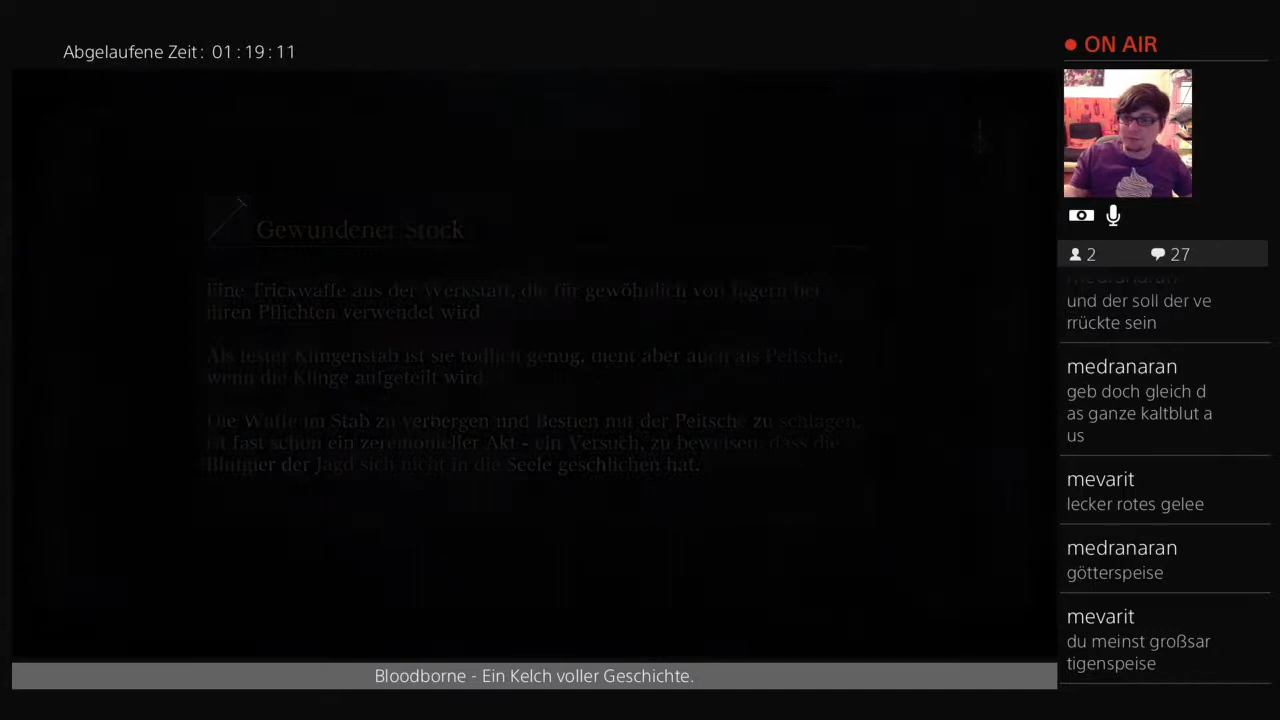 Abgelaufene Zeit: 01:19:11
ON AIR
2
27
Gewundener Stock
Eine Trickwaffe aus der Werkstatt, die für gewöhnlich von Jägern bei
ihren Pflichten verwendet wird
Als fester Klingenstab ist sie tödlich genug, dient aber auch als Peitsche,
wenn die Klinge aufgeteilt wird.
Die Waffe im Stab zu verbergen und Bestien mit der Peitsche zu schlagen,
ist fast schon ein zeremonieller Akt - ein Versuch, zu beweisen, dass die
Blutgier der Jagd sich nicht in die Seele geschlichen hat.
medranaran
und der soll der ve
rrückte sein
medranaran
geb doch gleich d
as ganze kaltblut a
us
mevarit
lecker rotes gelee
medranaran
götterspeise
mevarit
du meinst großsar
tigenspeise
Bloodborne - Ein Kelch voller Geschichte.